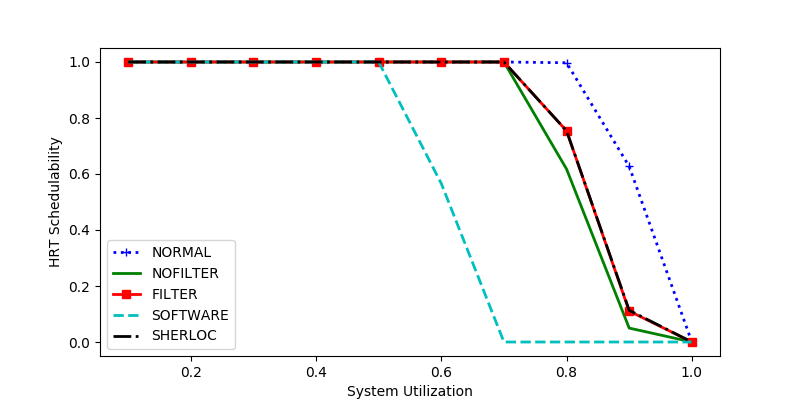 1.0
0.8
0.6
0.4
0.2
0.0
HRT Schedulability
NORMAL
NOFILTER
FILTER
SOFTWARE
SHERLOC
0.2 0.4 0.6 0.8 1.0
System Utilization